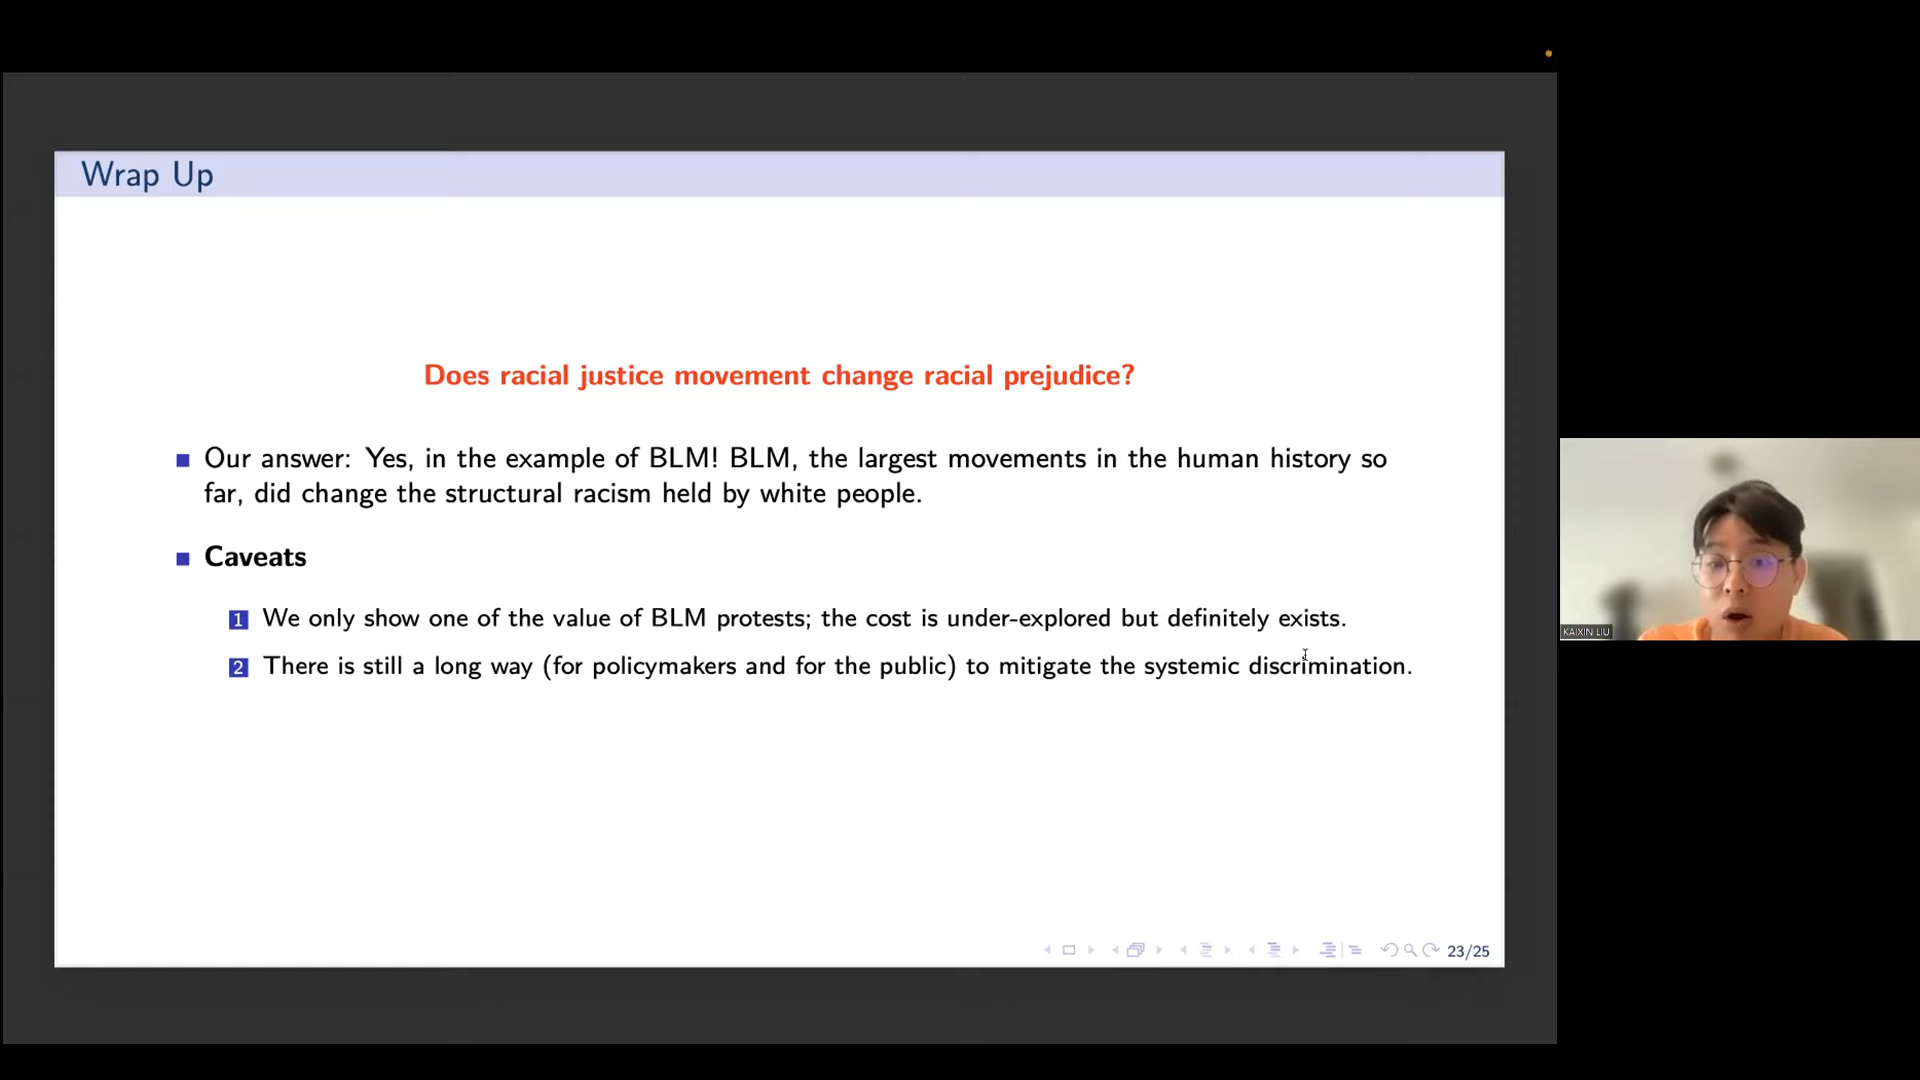 Wrap Up
Does racial justice movement change racial prejudice?
Our answer: Yes, in the example of BLM! BLM, the largest movements in the human history so
far, did change the structural racism held by white people.
Caveats
1 We only show one of the value of BLM protests; the cost is under-explored but definitely exists.
2 There is still a long way (for policymakers and for the public) to mitigate the systemic discrimination.
23/25
KAIXIN LIU